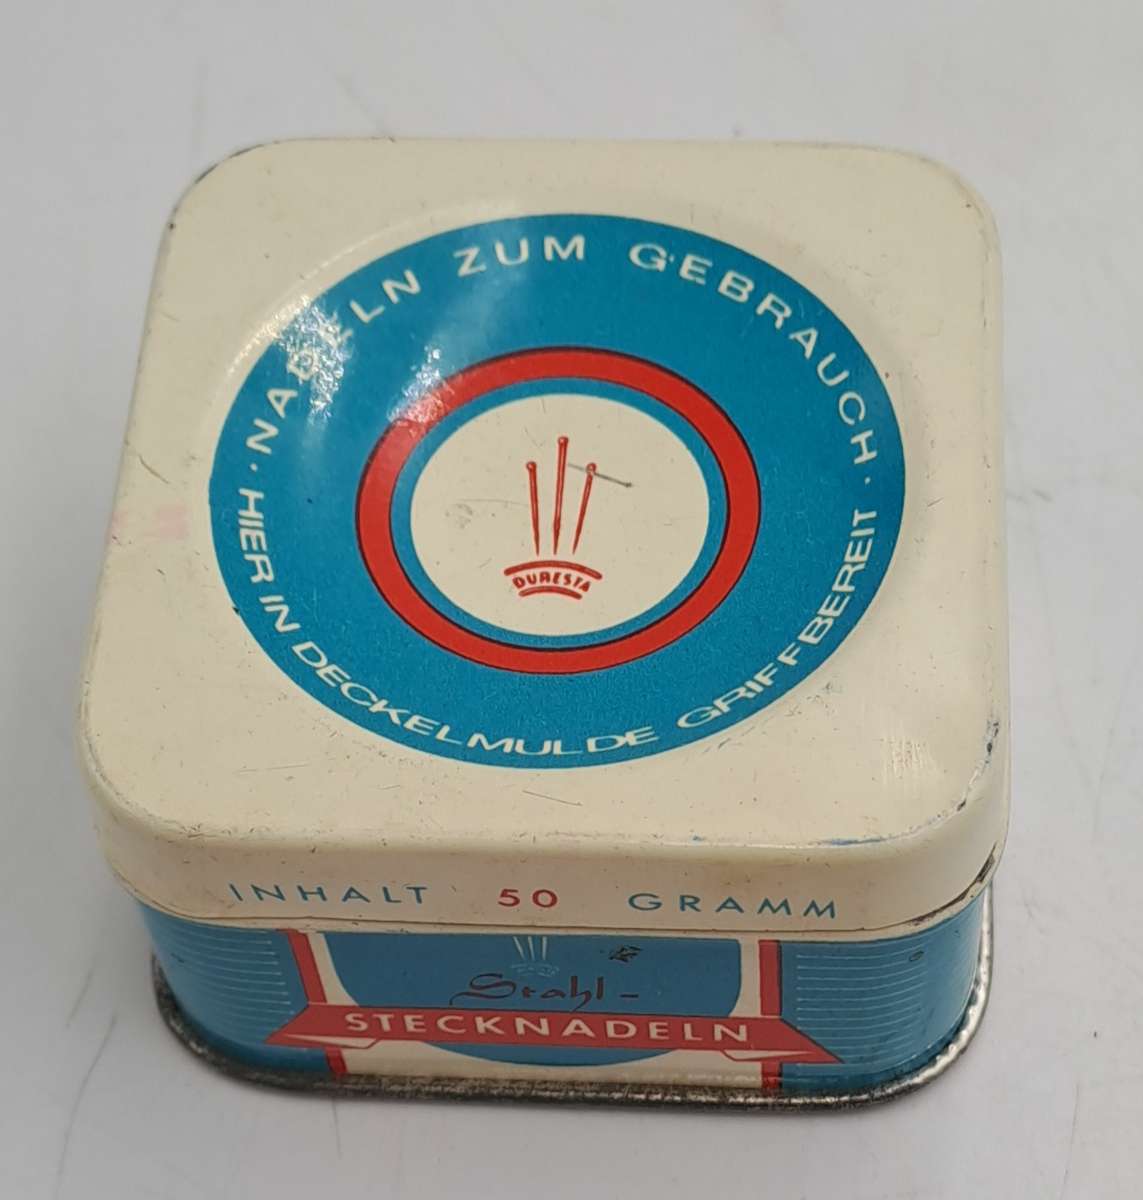 · NADELN ZUM GEBRAUCH ·
HIER IN DECKELMULDE GRIFFBEREIT
DURESTA
INHALT 50 GRAMM
Stahl-
STECKNADELN